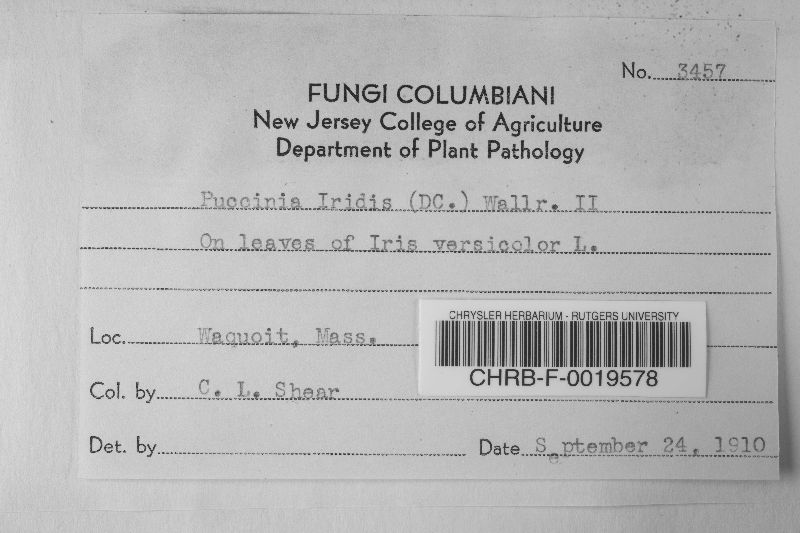 No. 3457
FUNGI COLUMBIANI
New Jersey College of Agriculture
Department of Plant Pathology
Puccinia Iridis (DC.) Wallr. II
On leaves of Iris versicolor L.
Loc. Waquoit, Mass.
CHRYSLER HERBARIUM - RUTGERS UNIVERSITY
CHRB-F-0019578
Col. by C. L. Shear
Det. by
Date September 24, 1910